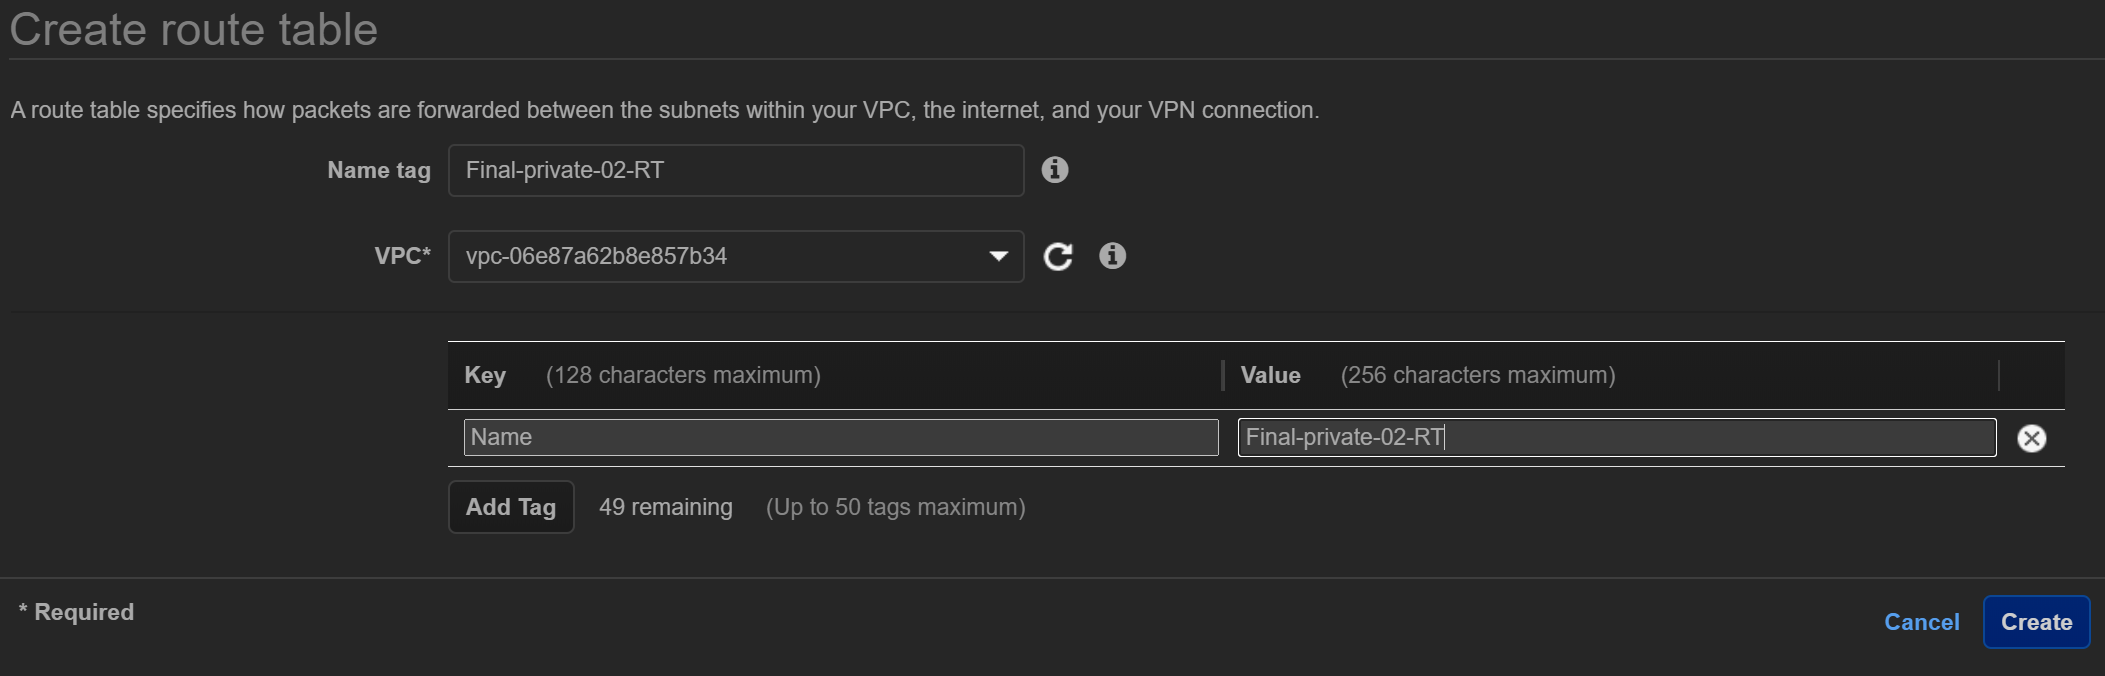 Create route table
A route table specifies how packets are forwarded between the subnets within your VPC, the internet, and your VPN connection.
Name tag Final-private-02-RT
VPC* vpc-06e87a62b8e857b34
Key (128 characters maximum) Value (256 characters maximum)
Name Final-private-02-RT
Add Tag 49 remaining (Up to 50 tags maximum)
* Required
Cancel Create